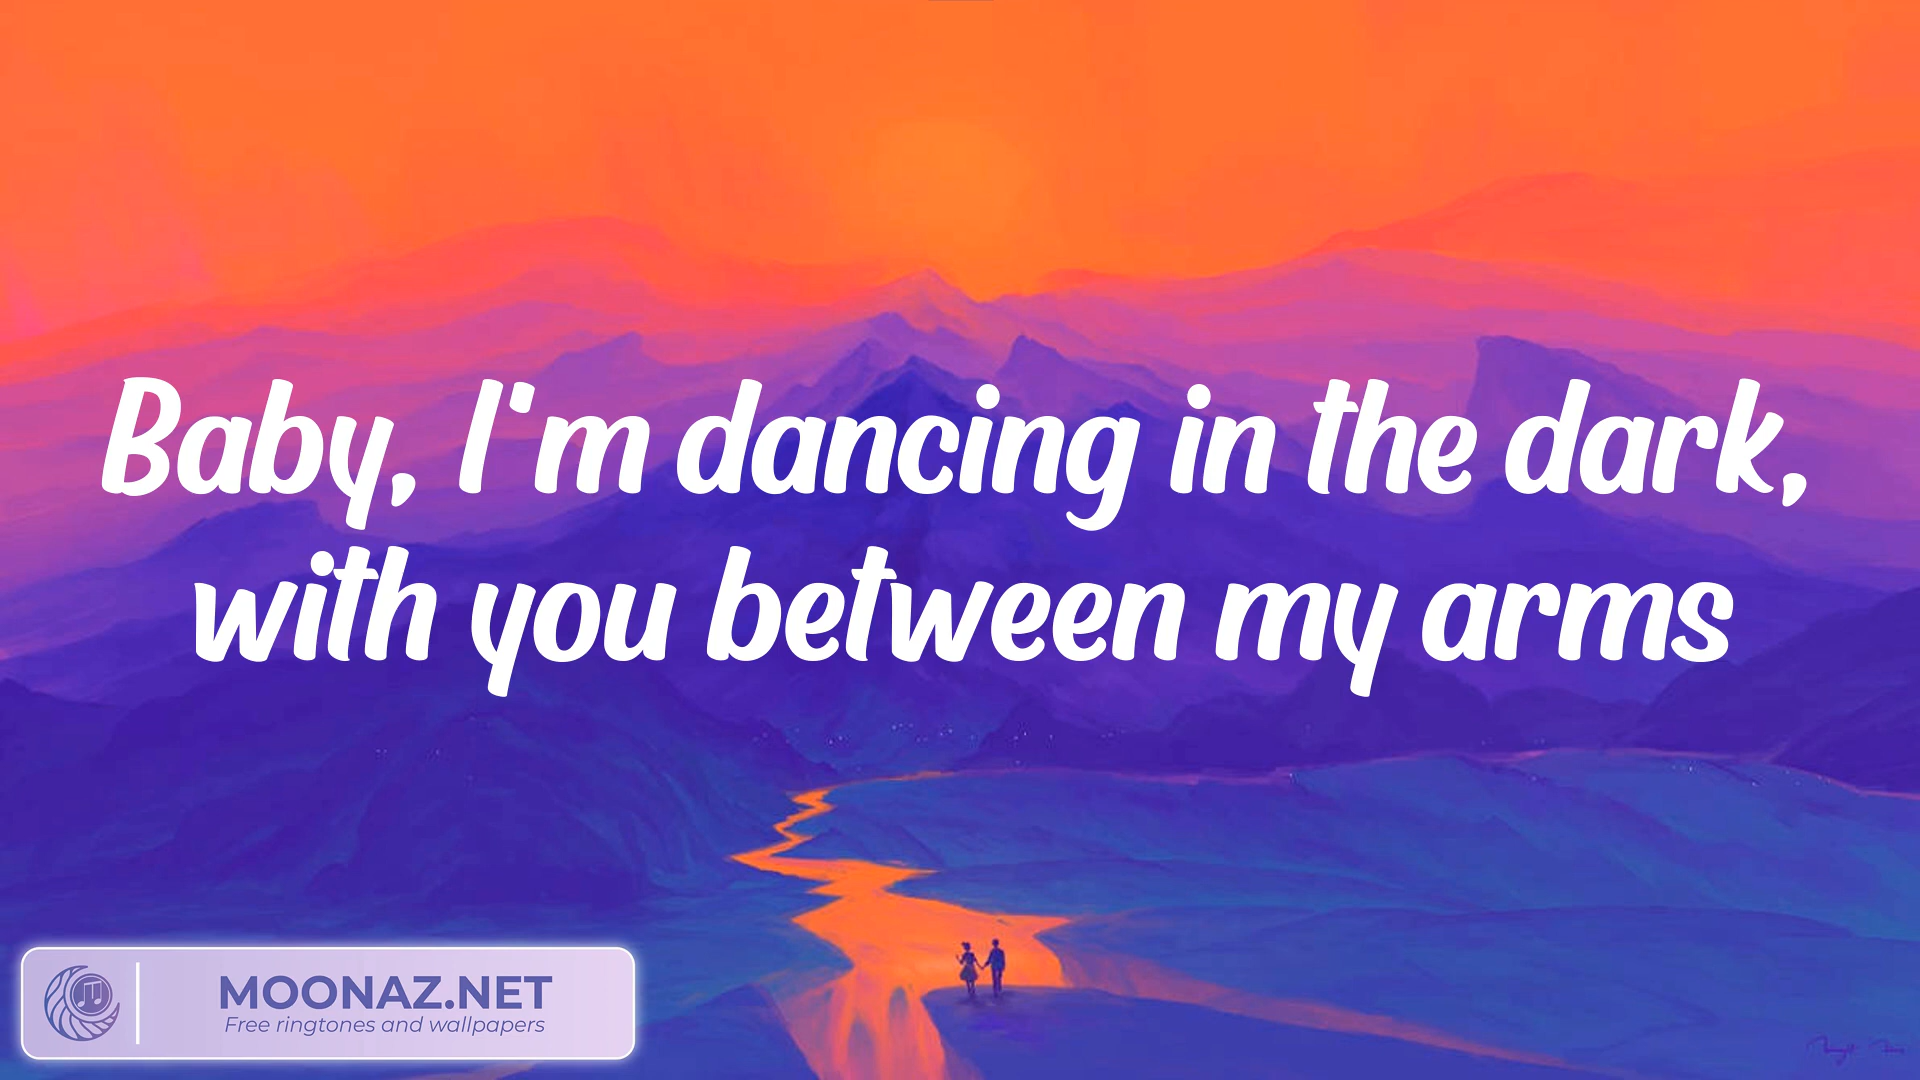 Baby, I'm dancing in the dark,
with you between my arms
MOONAZ.NET
Free ringtones and wallpapers